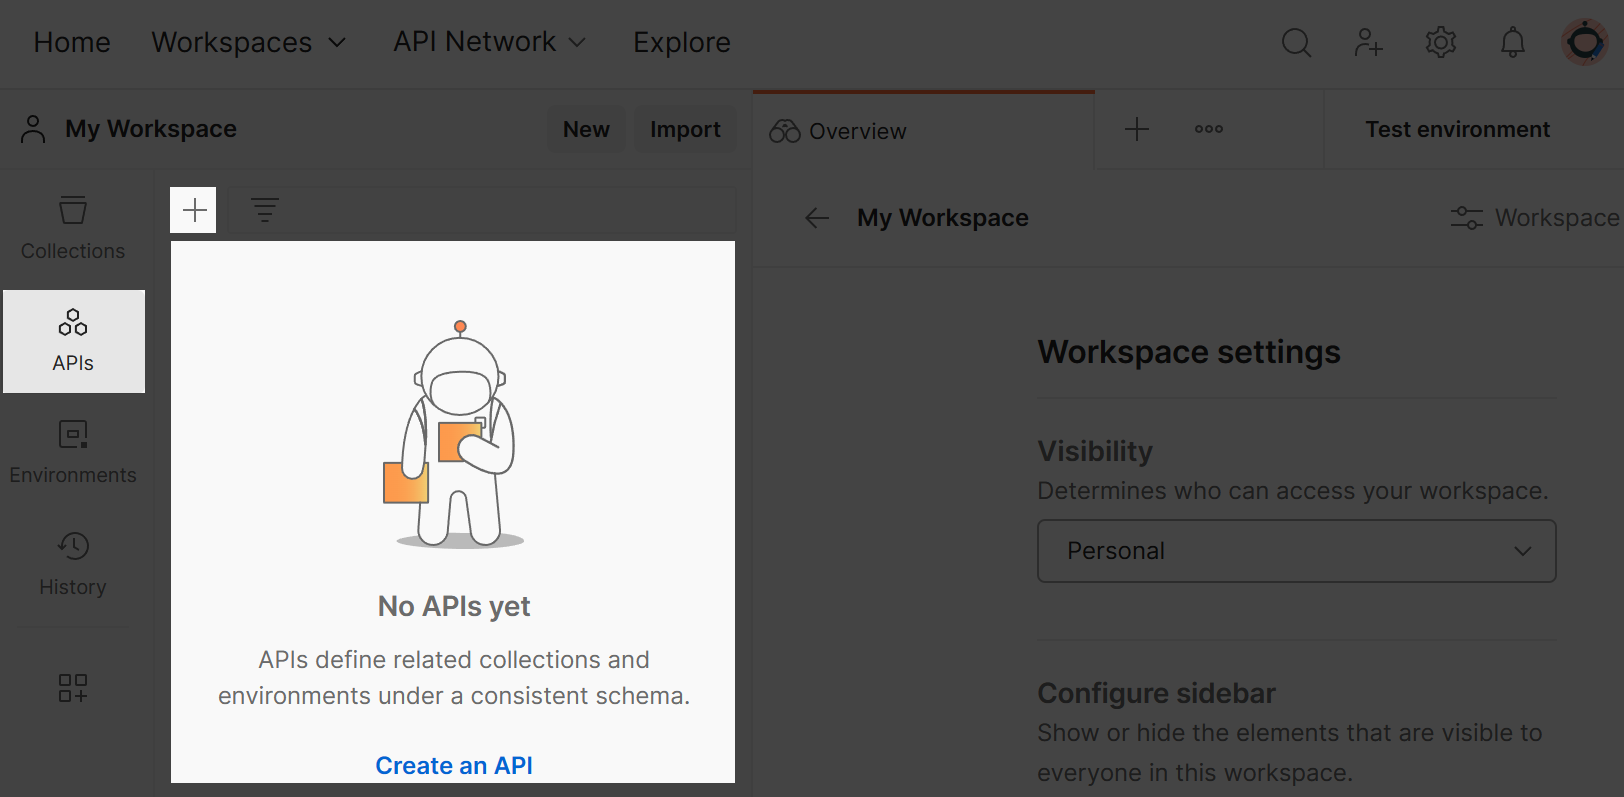 Home Workspaces API Network Explore
My Workspace New Import Overview Test environment
My Workspace Workspace
Collections
APIs
Environments
History
No APIs yet
APIs define related collections and
environments under a consistent schema.
Create an API
Workspace settings
Visibility
Determines who can access your workspace.
Personal
Configure sidebar
Show or hide the elements that are visible to
everyone in this workspace.